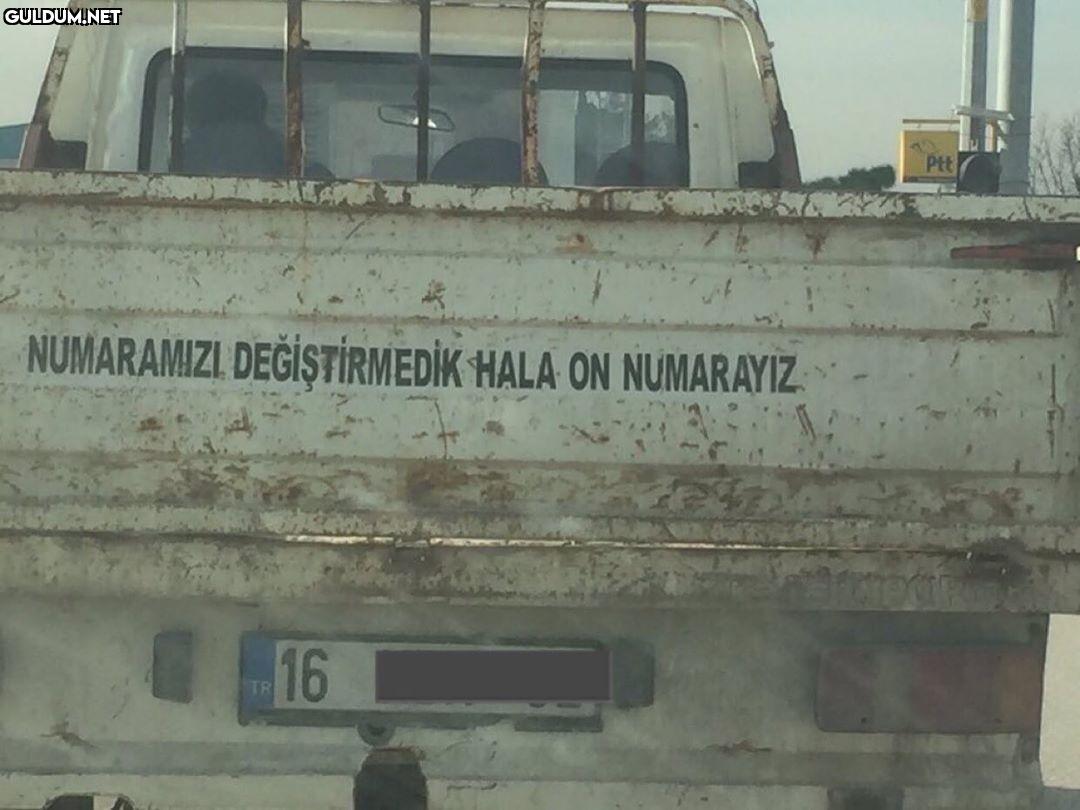 GULDUM.NET
Ptt
NUMARAMIZI DEĞİŞTİRMEDİK HALA ON NUMARAYIZ
TR 16